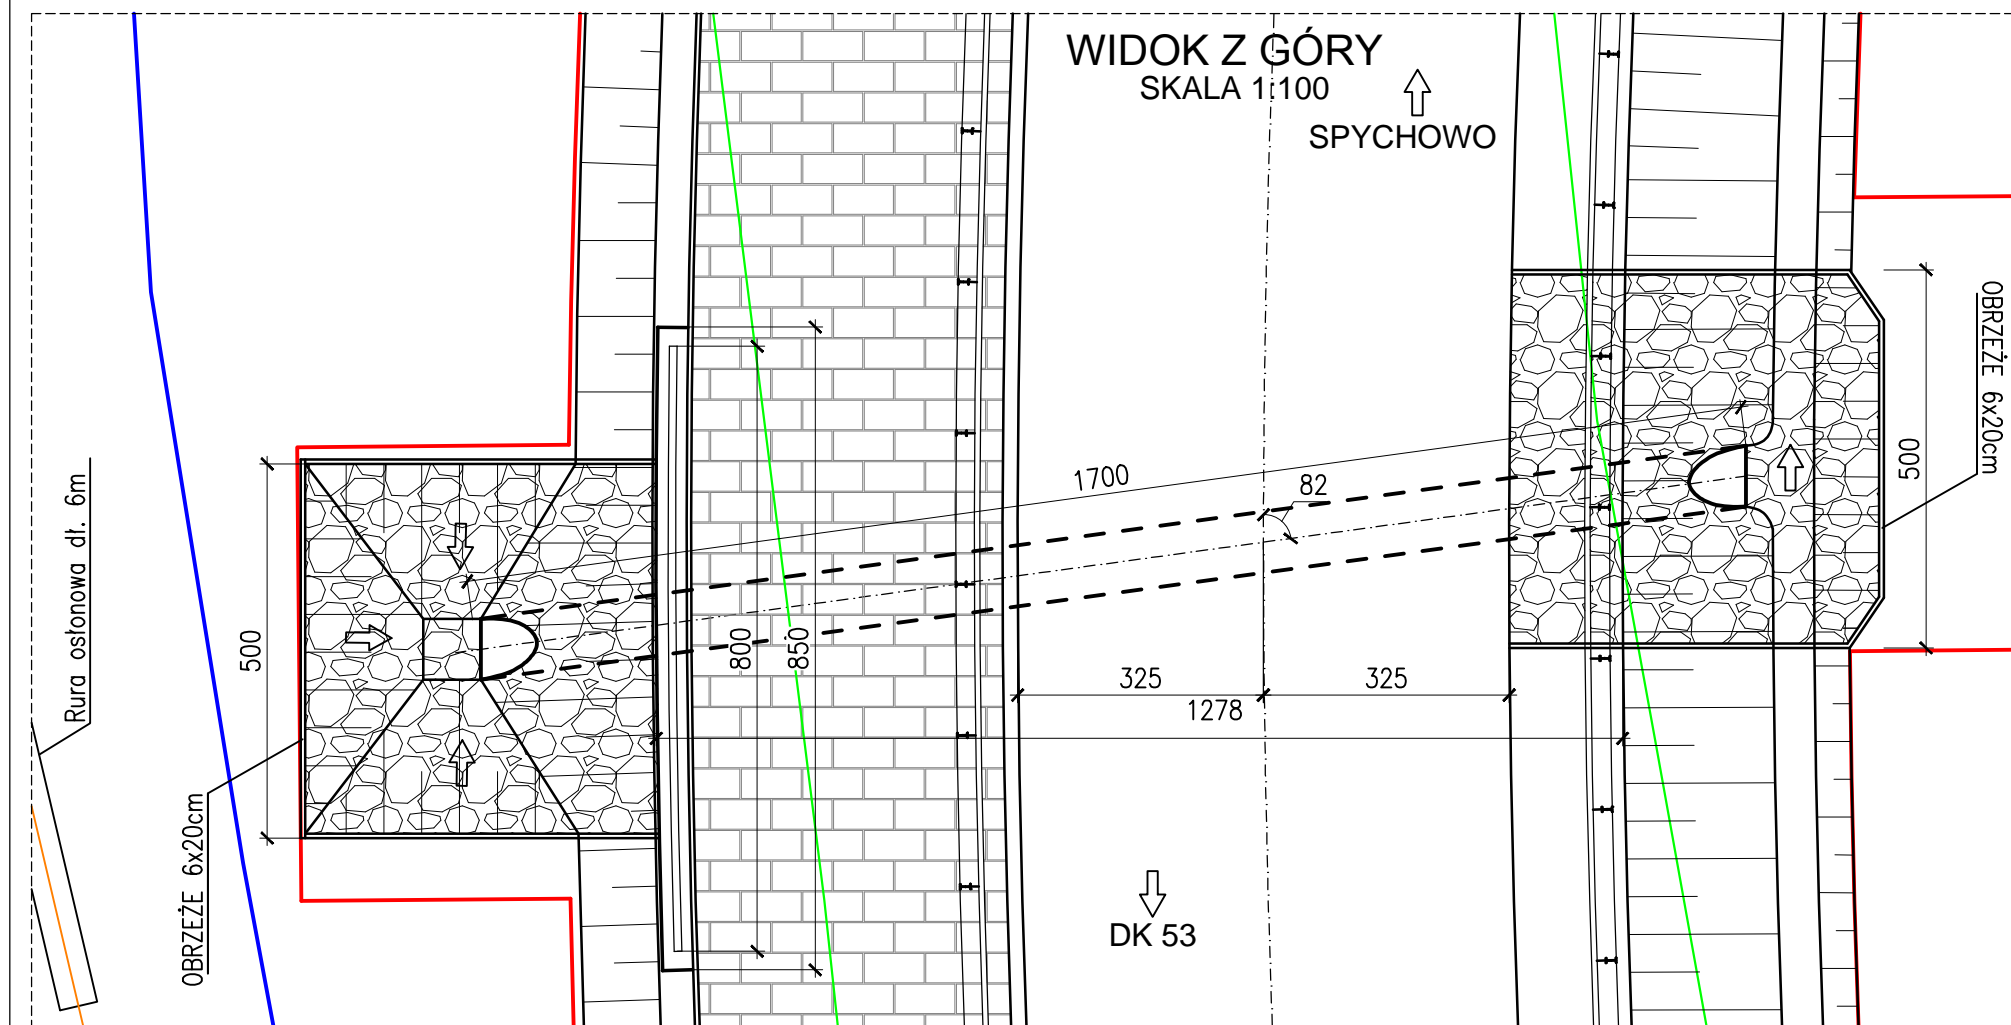 WIDOK Z GÓRY
SKALA 1:100
SPYCHOWO
OBRZEŻE 6x20cm
500
1700
82
Rura osłonowa dł. 6m
500
800
850
325
325
1278
OBRZEŻE 6x20cm
DK 53